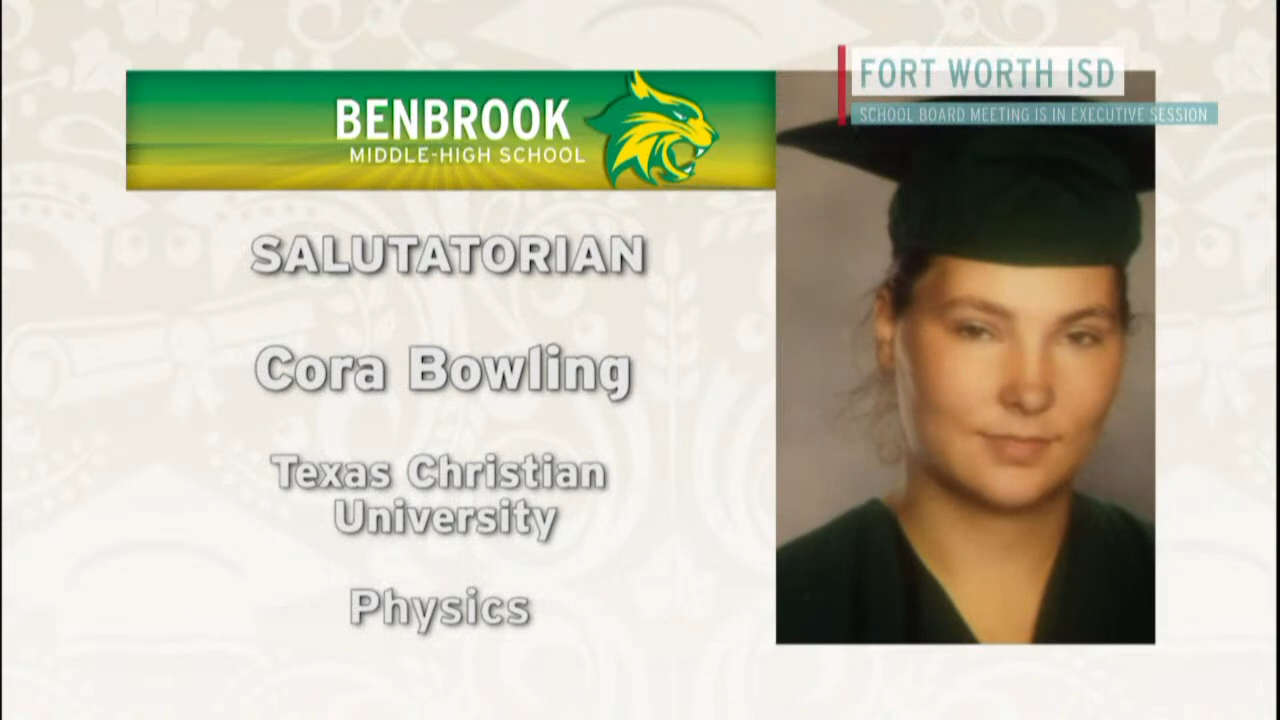 FORT WORTH ISD
SCHOOL BOARD MEETING IS IN EXECUTIVE SESSION
BENBROOK
MIDDLE-HIGH SCHOOL
SALUTATORIAN
Cora Bowling
Texas Christian
University
Physics